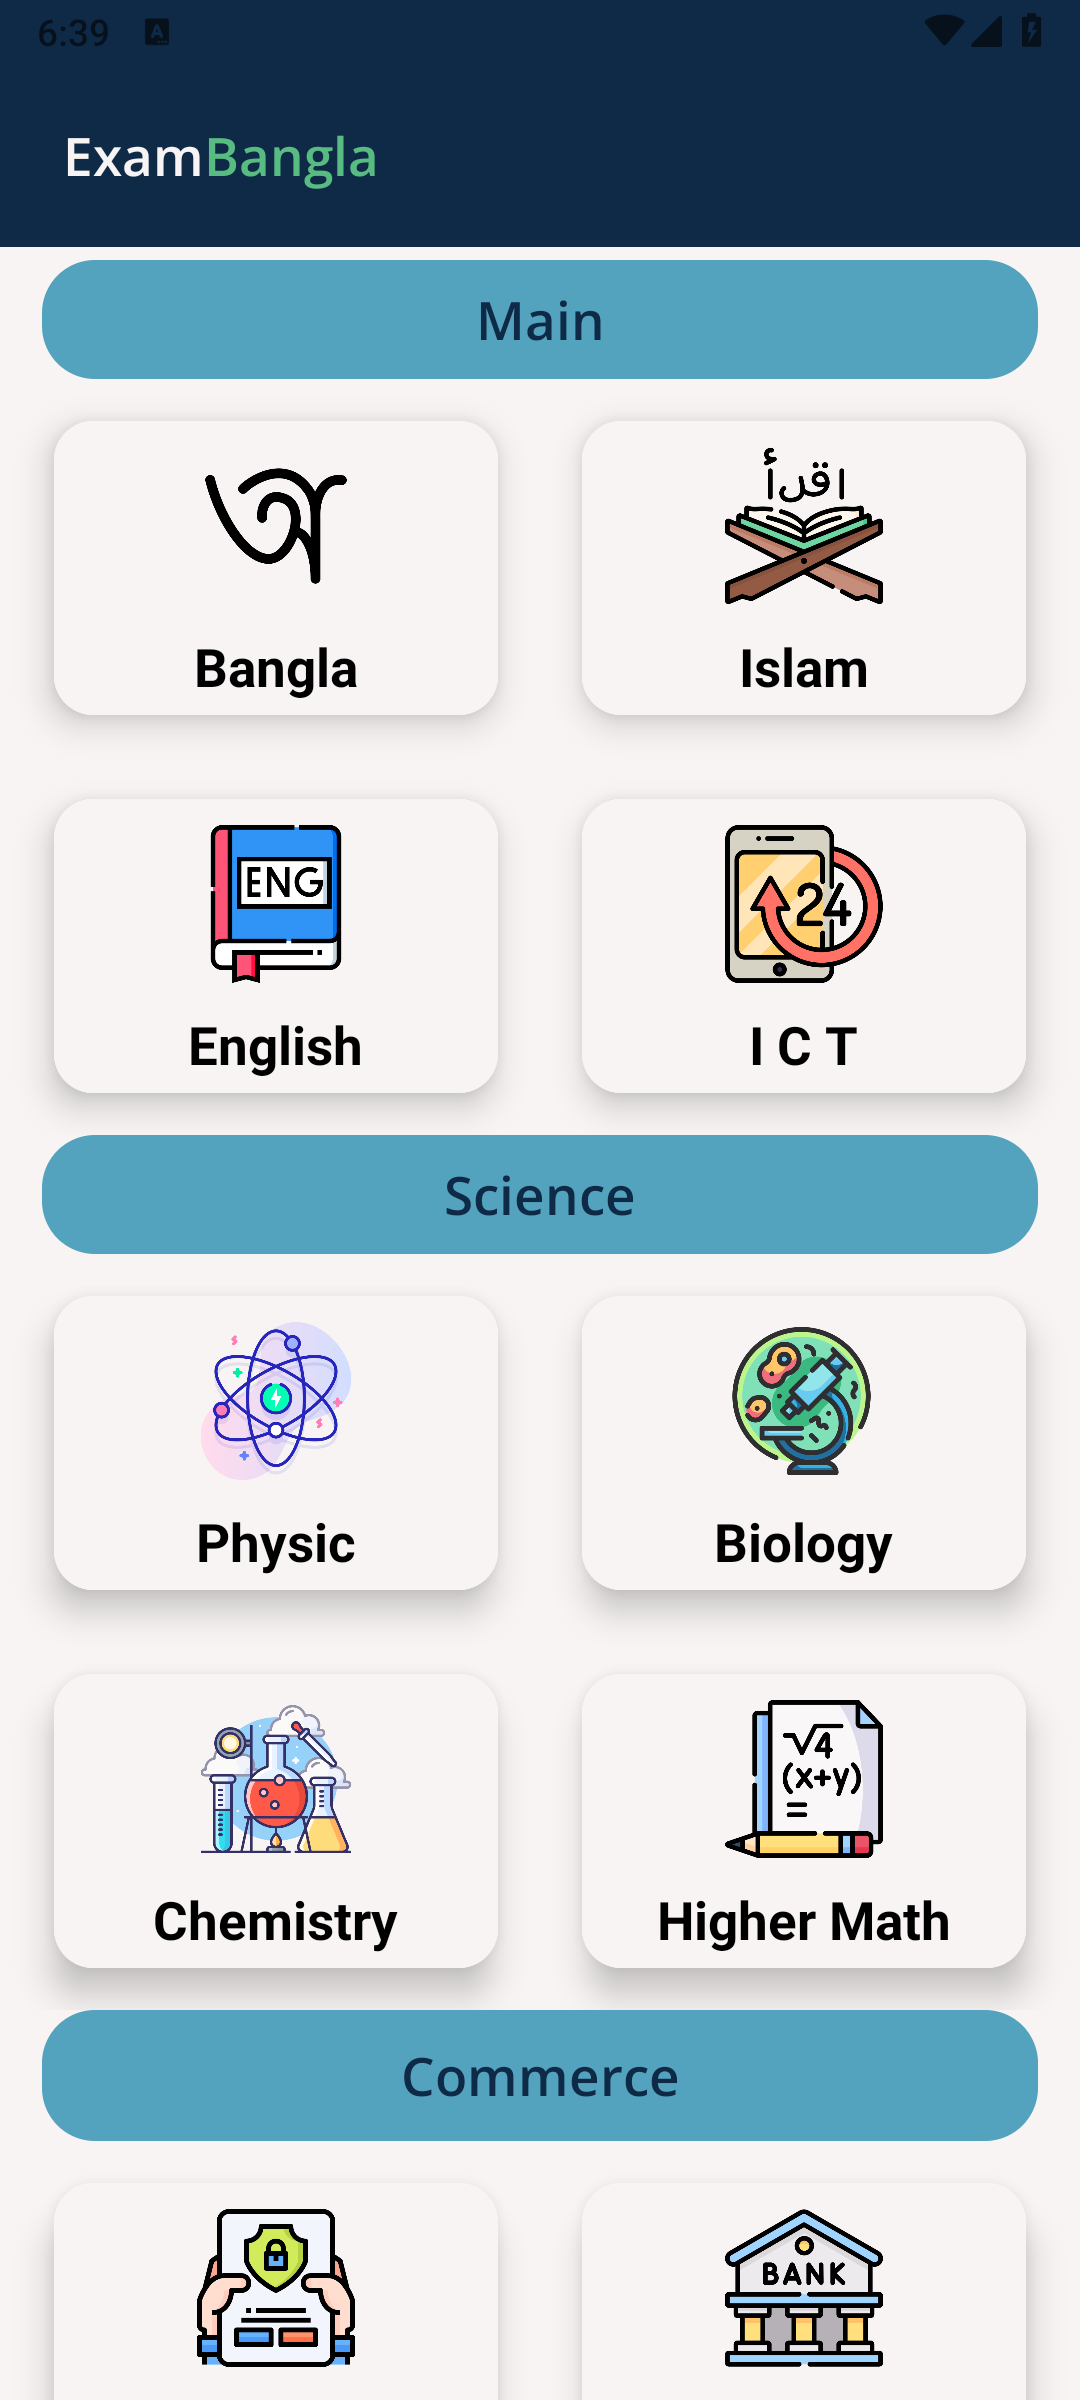 6:39
ExamBangla
Main
অ
Bangla
اقرأ
Islam
ENG
English
24
I C T
Science
Physic
Biology
Chemistry
√4
(x+y)
=
Higher Math
Commerce
BANK